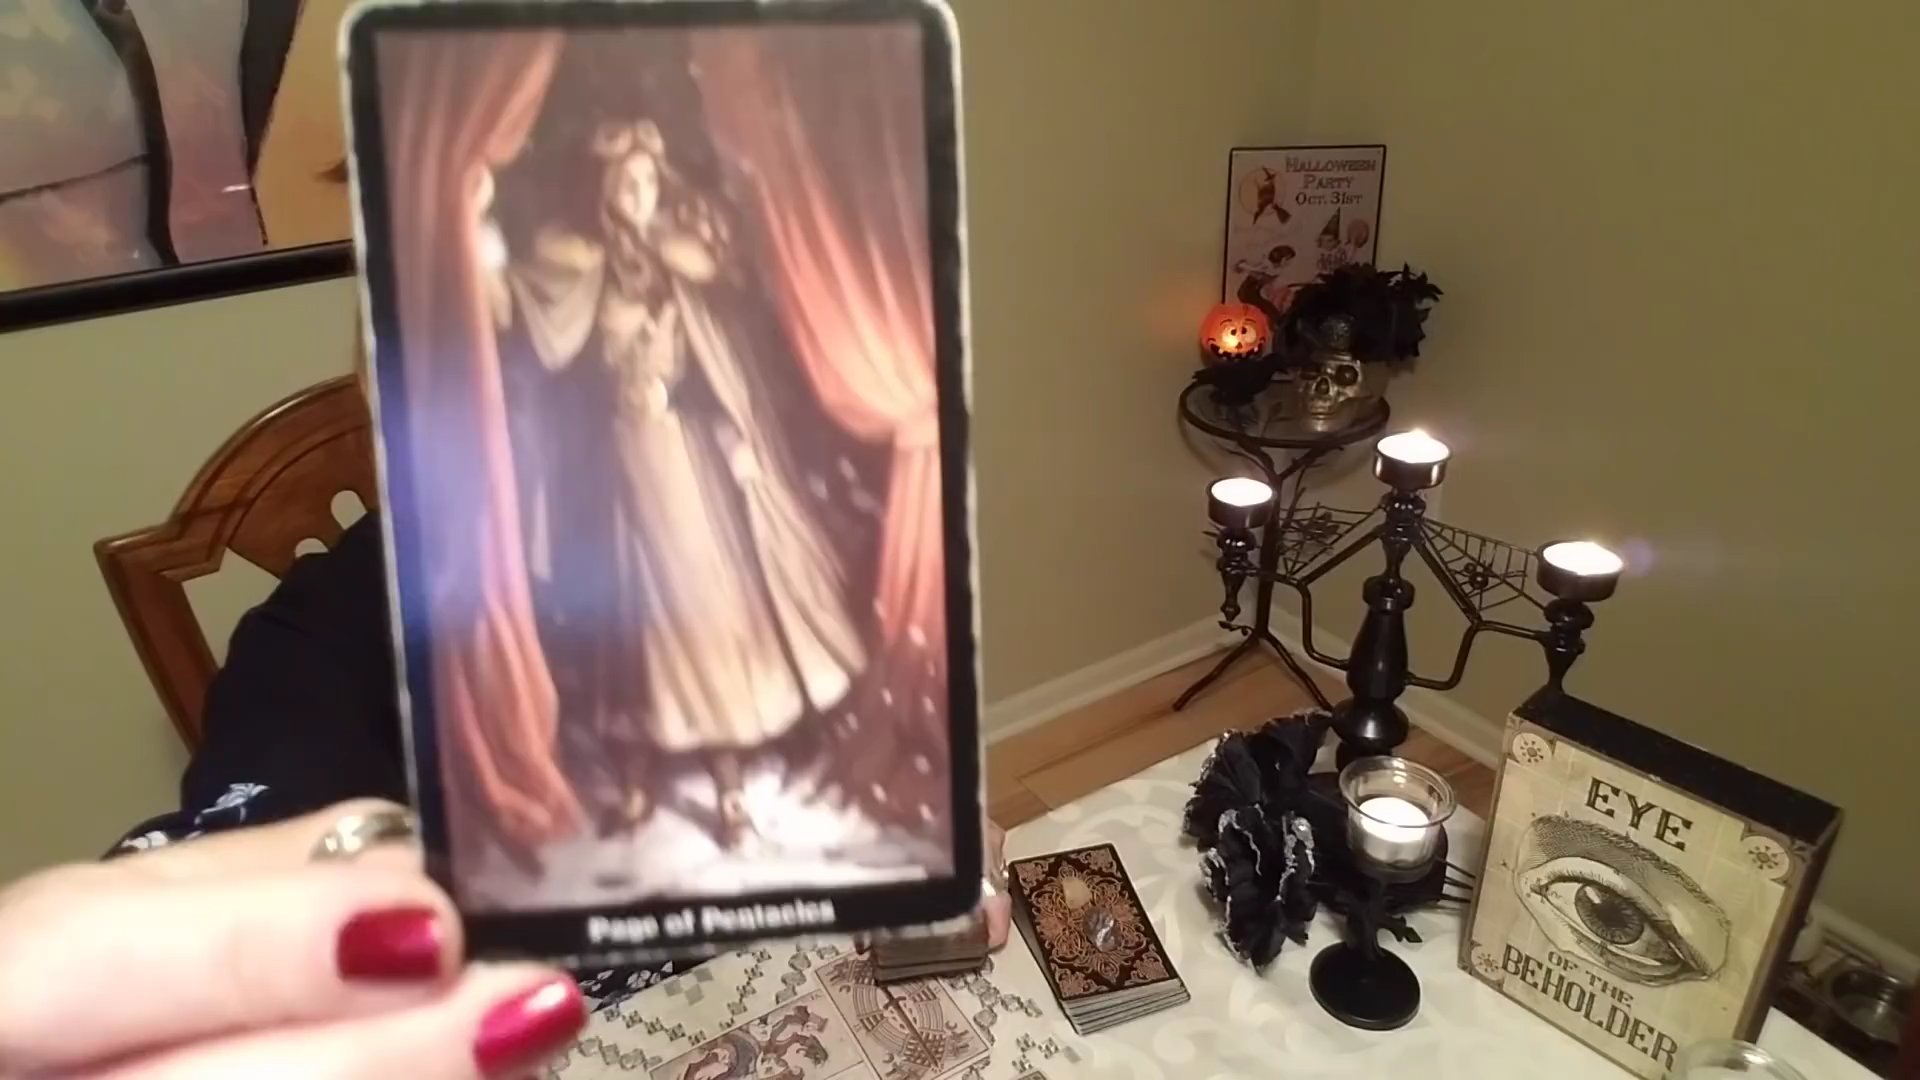 Page of Pentacles
HALLOWEEN
PARTY
OCT. 31ST
EYE
OF THE
BEHOLDER